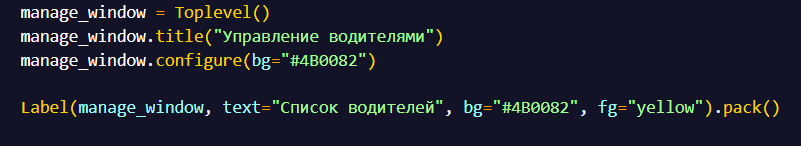 manage_window = Toplevel()
manage_window.title("Управление водителями")
manage_window.configure(bg="#4B0082")
Label(manage_window, text="Список водителей", bg="#4B0082", fg="yellow").pack()